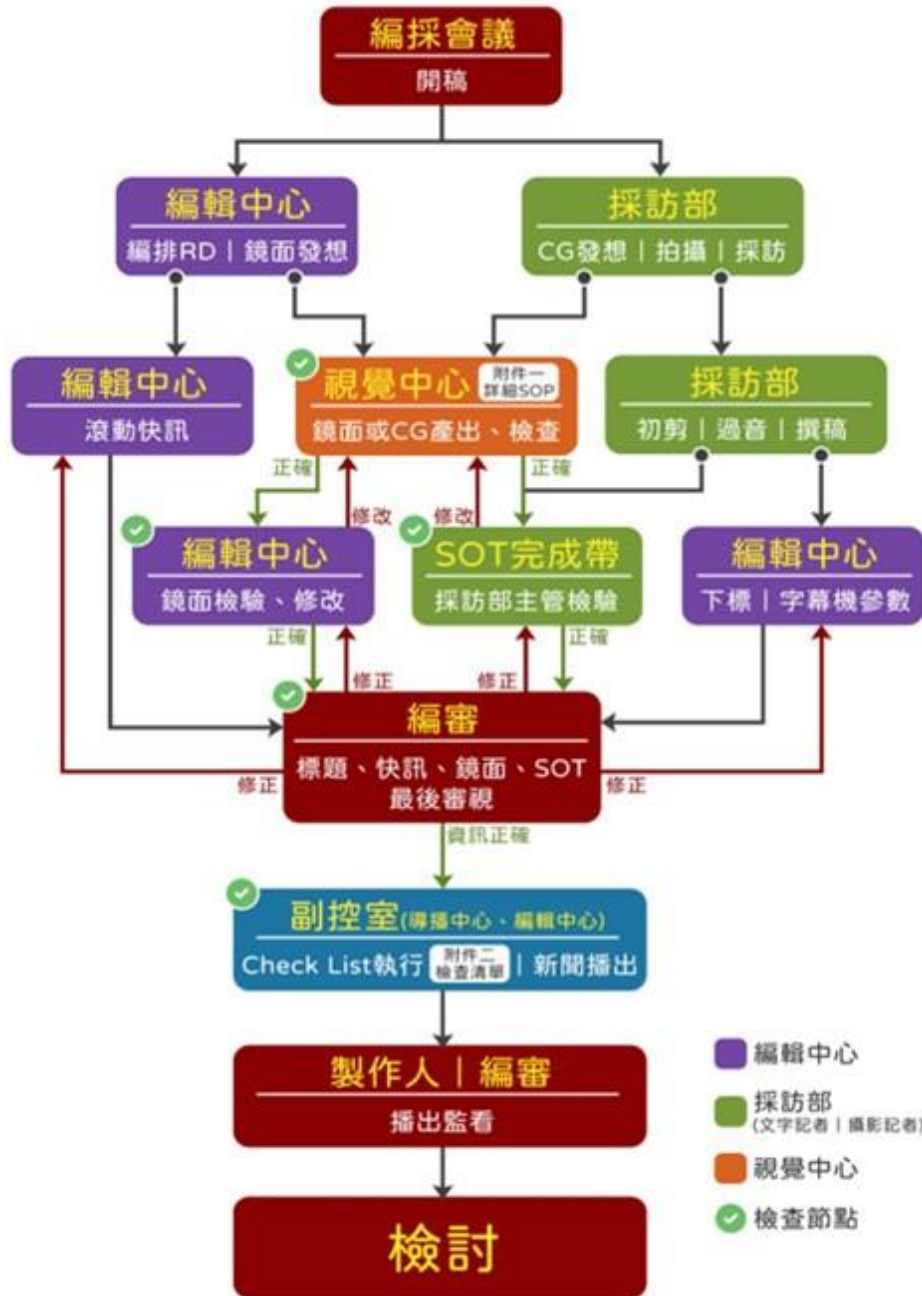 編採會議
開稿
編輯中心
編排RD | 鏡面發想
採訪部
CG發想 | 拍攝 | 採訪
編輯中心
滾動快訊
視覺中心
附件一
詳細SOP
鏡面或CG產出、檢查
採訪部
初剪 | 過音 | 撰稿
正確
修改
修改
正確
編輯中心
鏡面檢驗、修改
SOT完成帶
採訪部主管檢驗
編輯中心
下標 | 字幕機參數
正確
修正
修正
正確
編審
標題、快訊、鏡面、SOT
最後審視
修正
修正
資訊正確
副控室(導播中心、編輯中心)
Check List執行
附件二
檢查清單
| 新聞播出
製作人 | 編審
播出監看
檢討
編輯中心
採訪部
(文字記者 | 攝影記者)
視覺中心
檢查節點